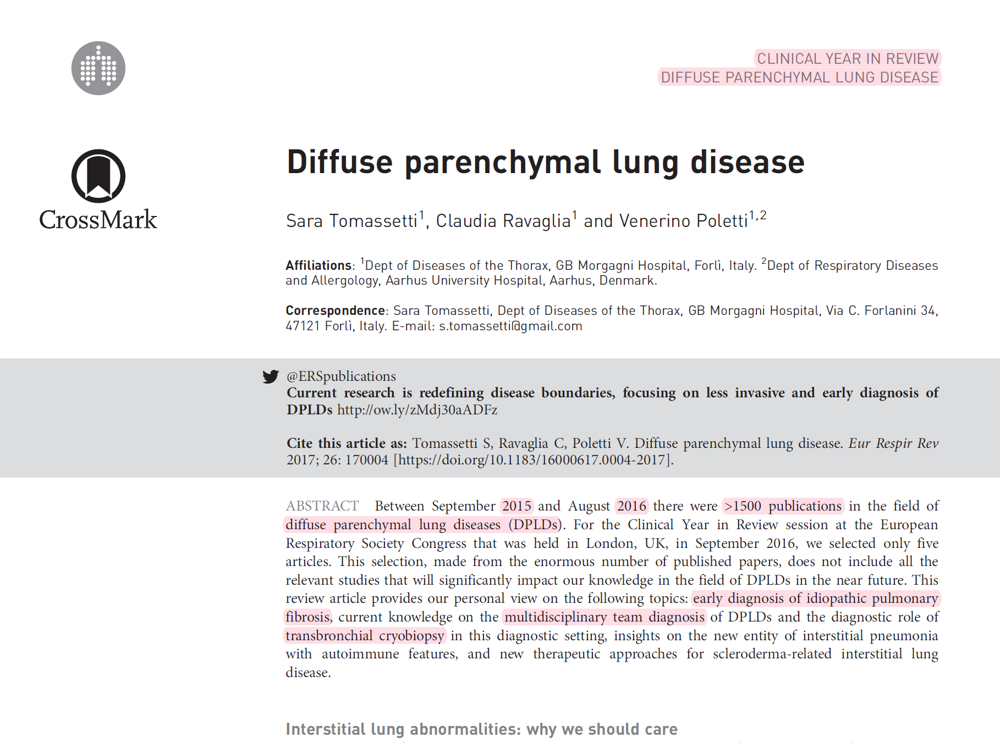 CLINICAL YEAR IN REVIEW
DIFFUSE PARENCHYMAL LUNG DISEASE
CrossMark
Diffuse parenchymal lung disease
Sara Tomassetti1, Claudia Ravaglia1 and Venerino Poletti1,2
Affiliations: 1Dept of Diseases of the Thorax, GB Morgagni Hospital, Forlì, Italy. 2Dept of Respiratory Diseases
and Allergology, Aarhus University Hospital, Aarhus, Denmark.
Correspondence: Sara Tomassetti, Dept of Diseases of the Thorax, GB Morgagni Hospital, Via C. Forlanini 34,
47121 Forlì, Italy. E-mail: s.tomassetti@gmail.com
@ERSpublications
Current research is redefining disease boundaries, focusing on less invasive and early diagnosis of
DPLDs http://ow.ly/zMdj30aADFz
Cite this article as: Tomassetti S, Ravaglia C, Poletti V. Diffuse parenchymal lung disease. Eur Respir Rev
2017; 26: 170004 [https://doi.org/10.1183/16000617.0004-2017].
ABSTRACT Between September 2015 and August 2016 there were >1500 publications in the field of
diffuse parenchymal lung diseases (DPLDs). For the Clinical Year in Review session at the European
Respiratory Society Congress that was held in London, UK, in September 2016, we selected only five
articles. This selection, made from the enormous number of published papers, does not include all the
relevant studies that will significantly impact our knowledge in the field of DPLDs in the near future. This
review article provides our personal view on the following topics: early diagnosis of idiopathic pulmonary
fibrosis, current knowledge on the multidisciplinary team diagnosis of DPLDs and the diagnostic role of
transbronchial cryobiopsy in this diagnostic setting, insights on the new entity of interstitial pneumonia
with autoimmune features, and new therapeutic approaches for scleroderma-related interstitial lung
disease.
Interstitial lung abnormalities: why we should care